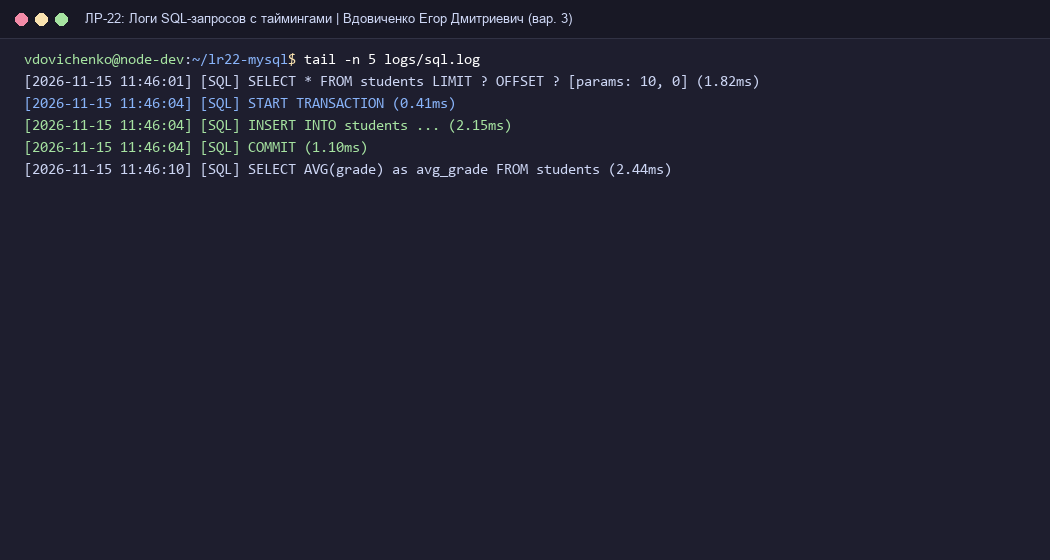 ЛР-22: Логи SQL-запросов с таймингами | Вдовиченко Егор Дмитриевич (вар. 3)
vdovichenko@node-dev:~/lr22-mysql$ tail -n 5 logs/sql.log
[2026-11-15 11:46:01] [SQL] SELECT * FROM students LIMIT ? OFFSET ? [params: 10, 0] (1.82ms)
[2026-11-15 11:46:04] [SQL] START TRANSACTION (0.41ms)
[2026-11-15 11:46:04] [SQL] INSERT INTO students ... (2.15ms)
[2026-11-15 11:46:04] [SQL] COMMIT (1.10ms)
[2026-11-15 11:46:10] [SQL] SELECT AVG(grade) as avg_grade FROM students (2.44ms)